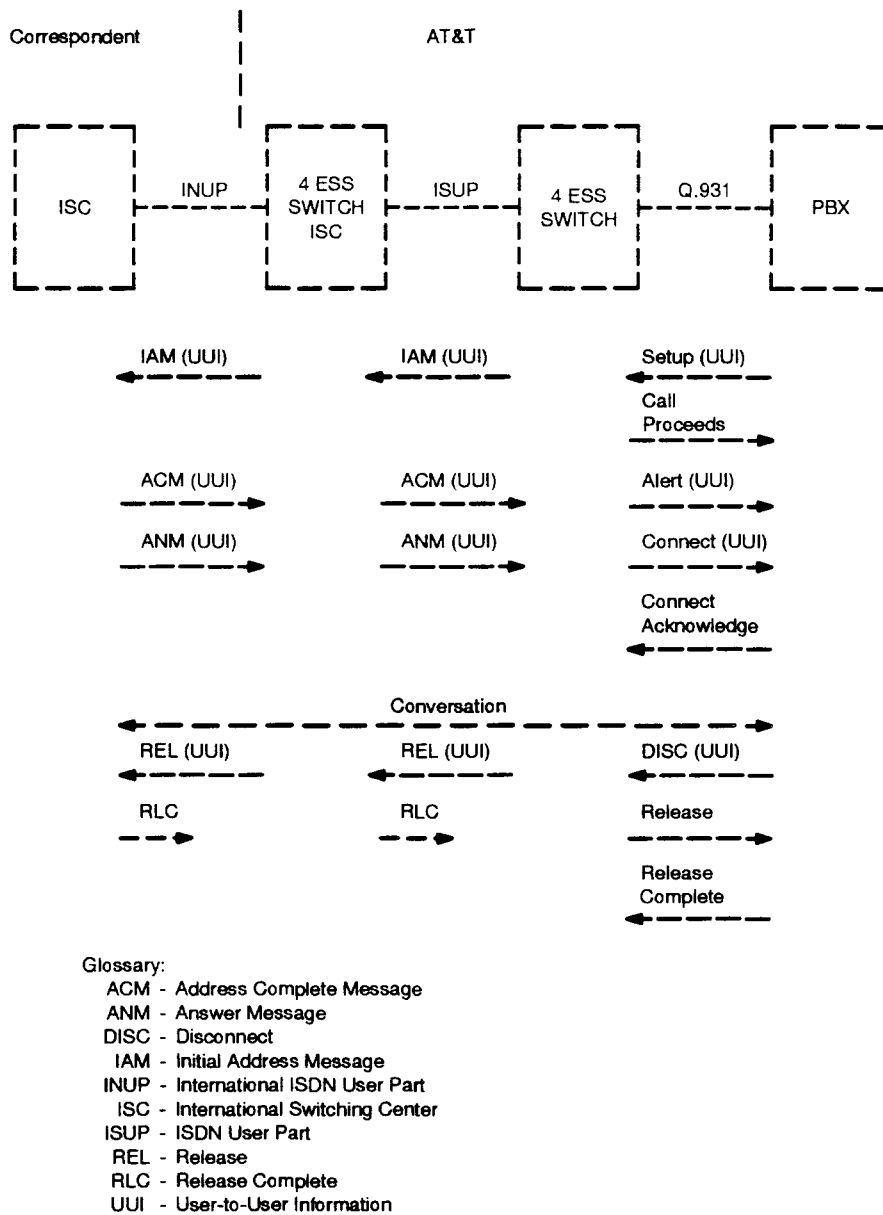 Correspondent AT&T
INUP ISUP Q.931
ISC
4 ESS
SWITCH
ISC
4 ESS
SWITCH
PBX
IAM (UUI) IAM (UUI) Setup (UUI)
Call
Proceeds
ACM (UUI) ACM (UUI) Alert (UUI)
ANM (UUI) ANM (UUI) Connect (UUI)
Connect
Acknowledge
Conversation
REL (UUI) REL (UUI) DISC (UUI)
RLC RLC Release
Release
Complete
Glossary:
ACM - Address Complete Message
ANM - Answer Message
DISC - Disconnect
IAM - Initial Address Message
INUP - International ISDN User Part
ISC - International Switching Center
ISUP - ISDN User Part
REL - Release
RLC - Release Complete
UUI - User-to-User Information